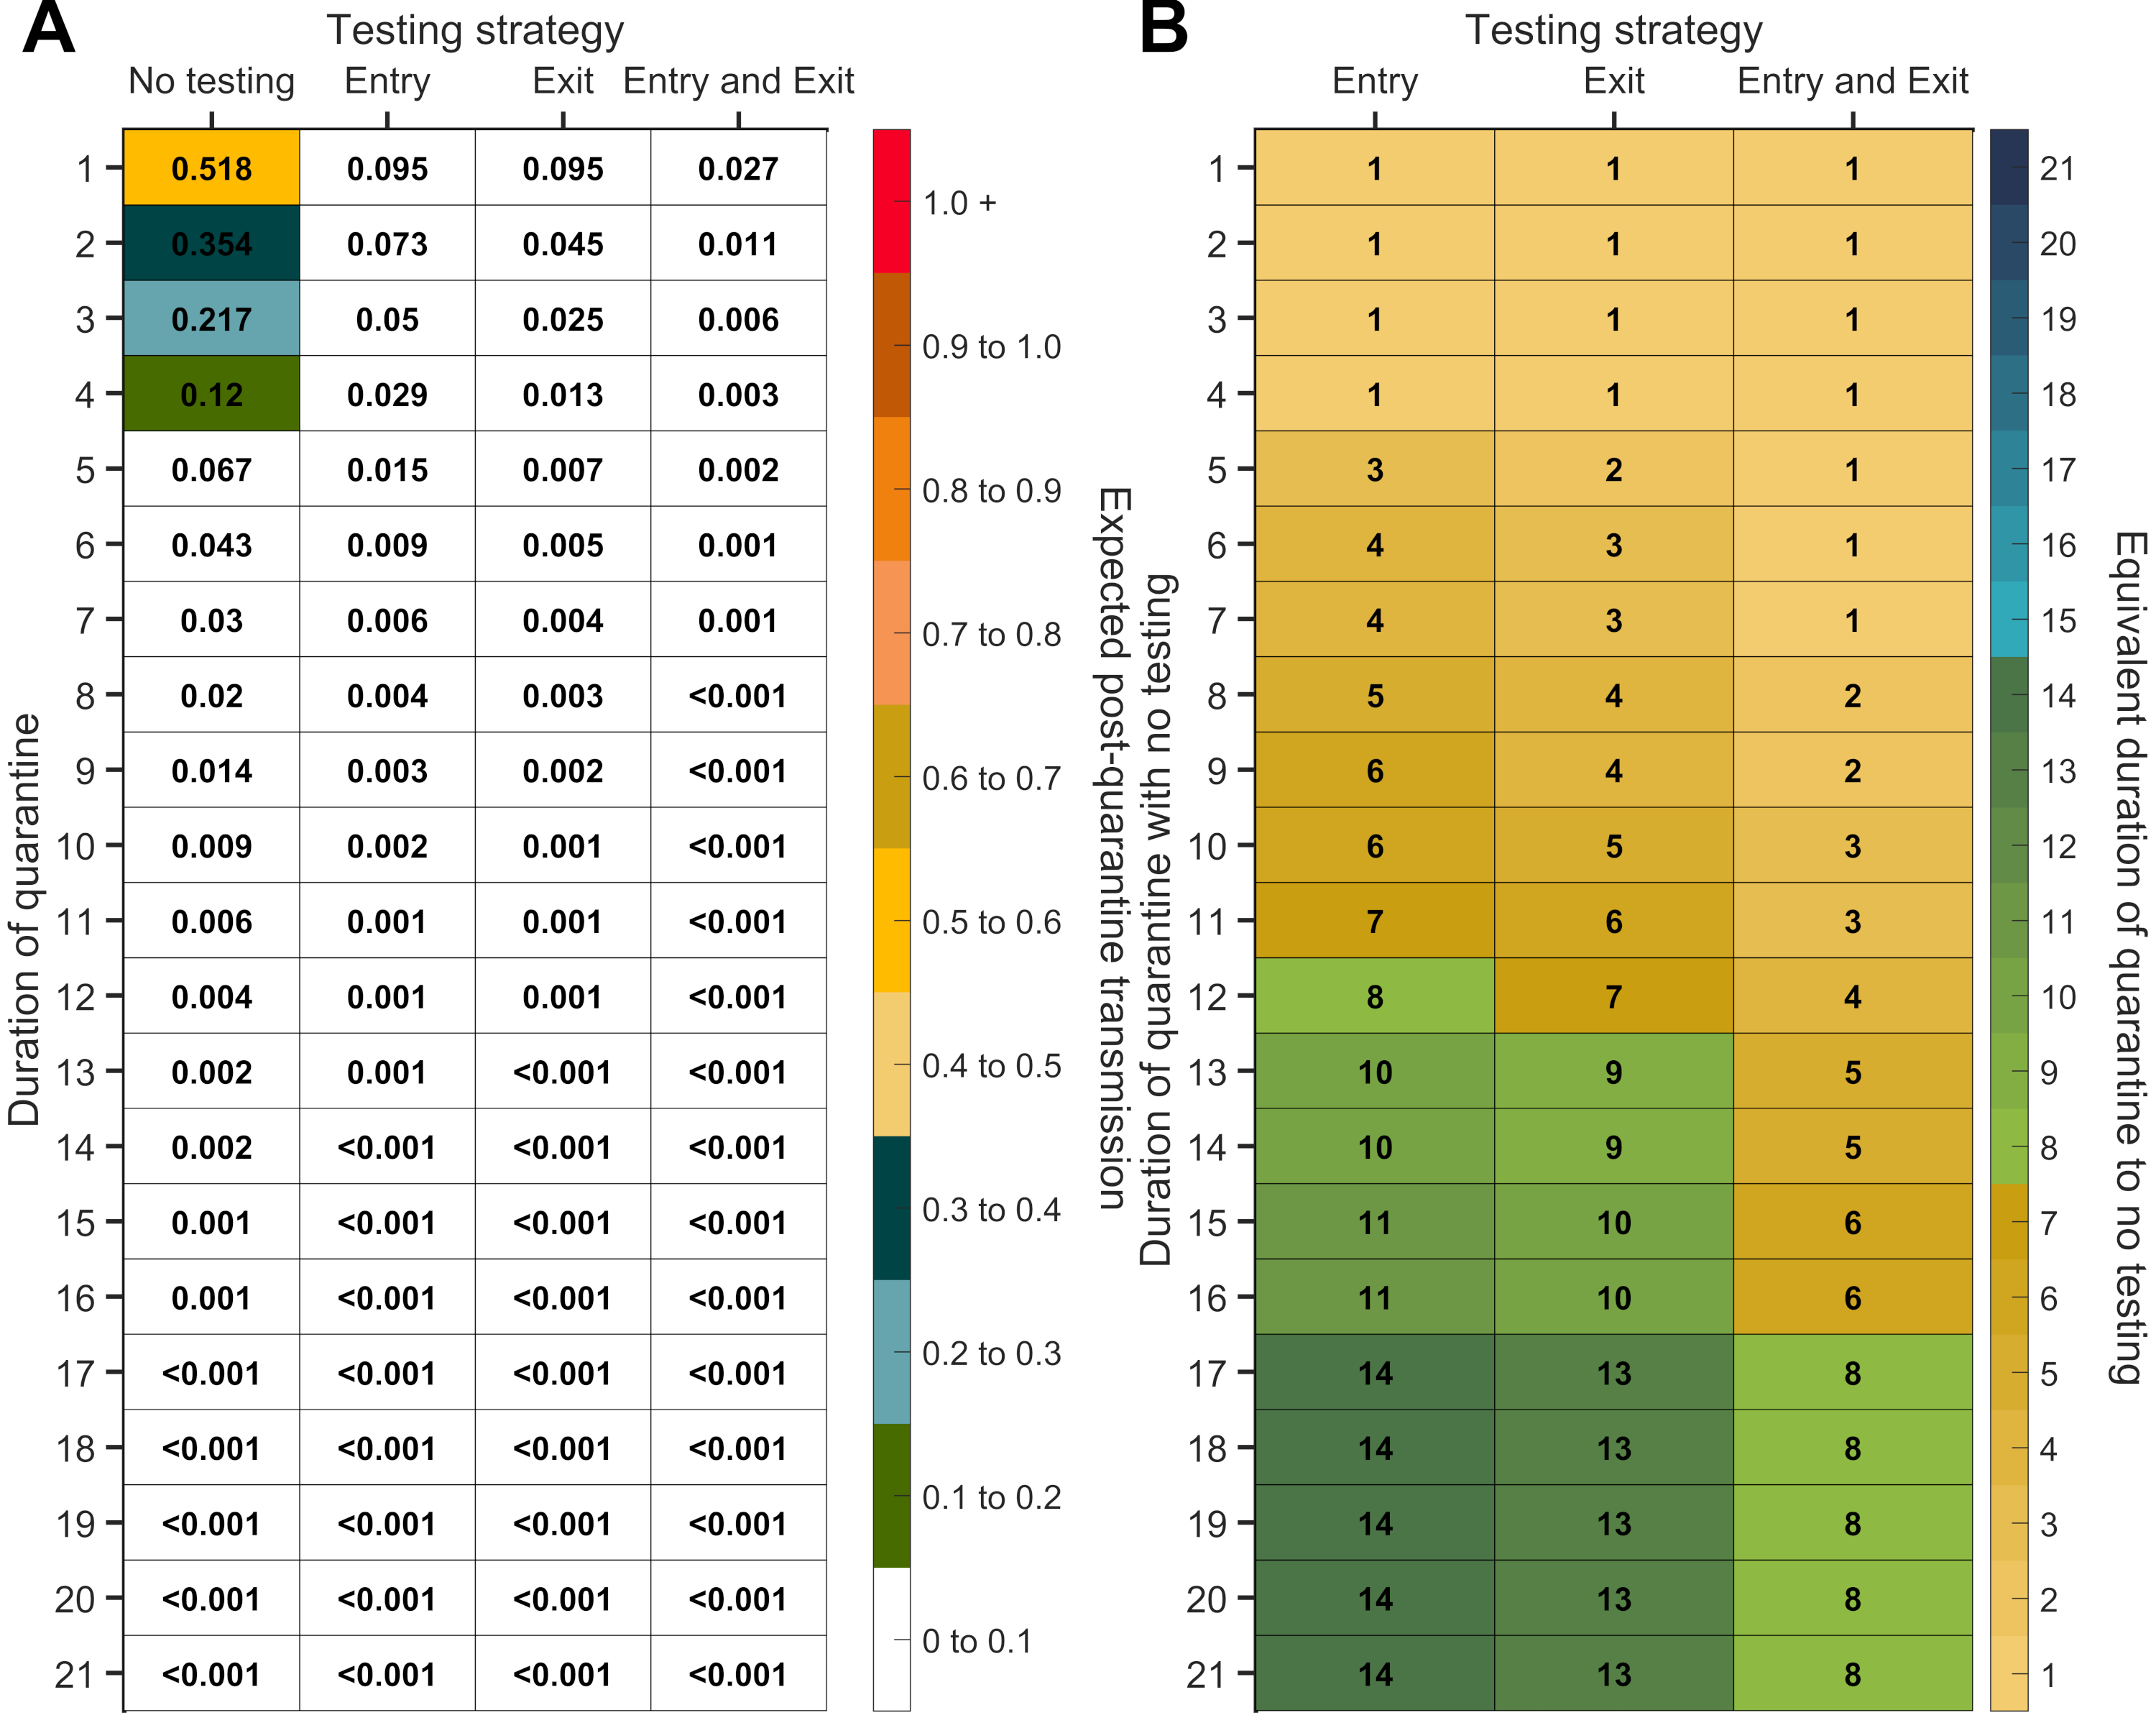 A
Testing strategy
No testing Entry Exit Entry and Exit
Duration of quarantine
1 0.518 0.095 0.095 0.027
2 0.354 0.073 0.045 0.011
3 0.217 0.05 0.025 0.006
4 0.12 0.029 0.013 0.003
5 0.067 0.015 0.007 0.002
6 0.043 0.009 0.005 0.001
7 0.03 0.006 0.004 0.001
8 0.02 0.004 0.003 <0.001
9 0.014 0.003 0.002 <0.001
10 0.009 0.002 0.001 <0.001
11 0.006 0.001 0.001 <0.001
12 0.004 0.001 0.001 <0.001
13 0.002 0.001 <0.001 <0.001
14 0.002 <0.001 <0.001 <0.001
15 0.001 <0.001 <0.001 <0.001
16 0.001 <0.001 <0.001 <0.001
17 <0.001 <0.001 <0.001 <0.001
18 <0.001 <0.001 <0.001 <0.001
19 <0.001 <0.001 <0.001 <0.001
20 <0.001 <0.001 <0.001 <0.001
21 <0.001 <0.001 <0.001 <0.001
1.0 +
0.9 to 1.0
0.8 to 0.9
0.7 to 0.8
0.6 to 0.7
0.5 to 0.6
0.4 to 0.5
0.3 to 0.4
0.2 to 0.3
0.1 to 0.2
0 to 0.1
Expected post-quarantine transmission
B
Testing strategy
Entry Exit Entry and Exit
Duration of quarantine with no testing
1 1 1 1
2 1 1 1
3 1 1 1
4 1 1 1
5 3 2 1
6 4 3 1
7 4 3 1
8 5 4 2
9 6 4 2
10 6 5 3
11 7 6 3
12 8 7 4
13 10 9 5
14 10 9 5
15 11 10 6
16 11 10 6
17 14 13 8
18 14 13 8
19 14 13 8
20 14 13 8
21 14 13 8
21
20
19
18
17
16
15
14
13
12
11
10
9
8
7
6
5
4
3
2
1
Equivalent duration of quarantine to no testing